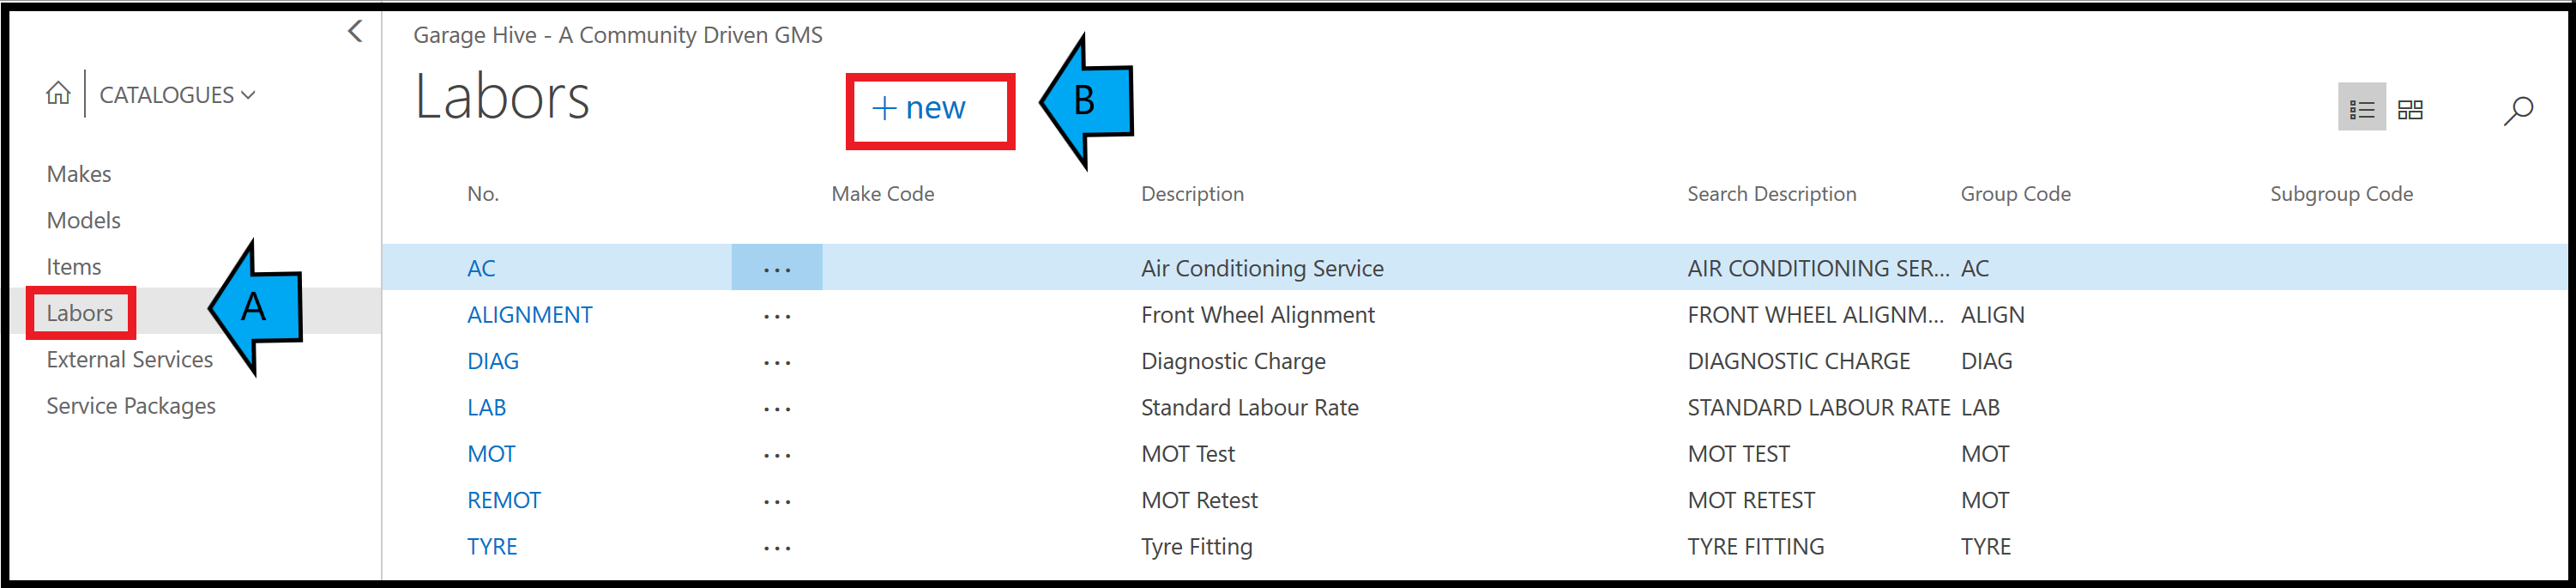 Garage Hive - A Community Driven GMS
CATALOGUES
Labors
+ new
B
Makes
Models
Items
Labors
A
External Services
Service Packages
No. Make Code Description Search Description Group Code Subgroup Code
AC ... Air Conditioning Service AIR CONDITIONING SER... AC
ALIGNMENT ... Front Wheel Alignment FRONT WHEEL ALIGNM... ALIGN
DIAG ... Diagnostic Charge DIAGNOSTIC CHARGE DIAG
LAB ... Standard Labour Rate STANDARD LABOUR RATE LAB
MOT ... MOT Test MOT TEST MOT
REMOT ... MOT Retest MOT RETEST MOT
TYRE ... Tyre Fitting TYRE FITTING TYRE